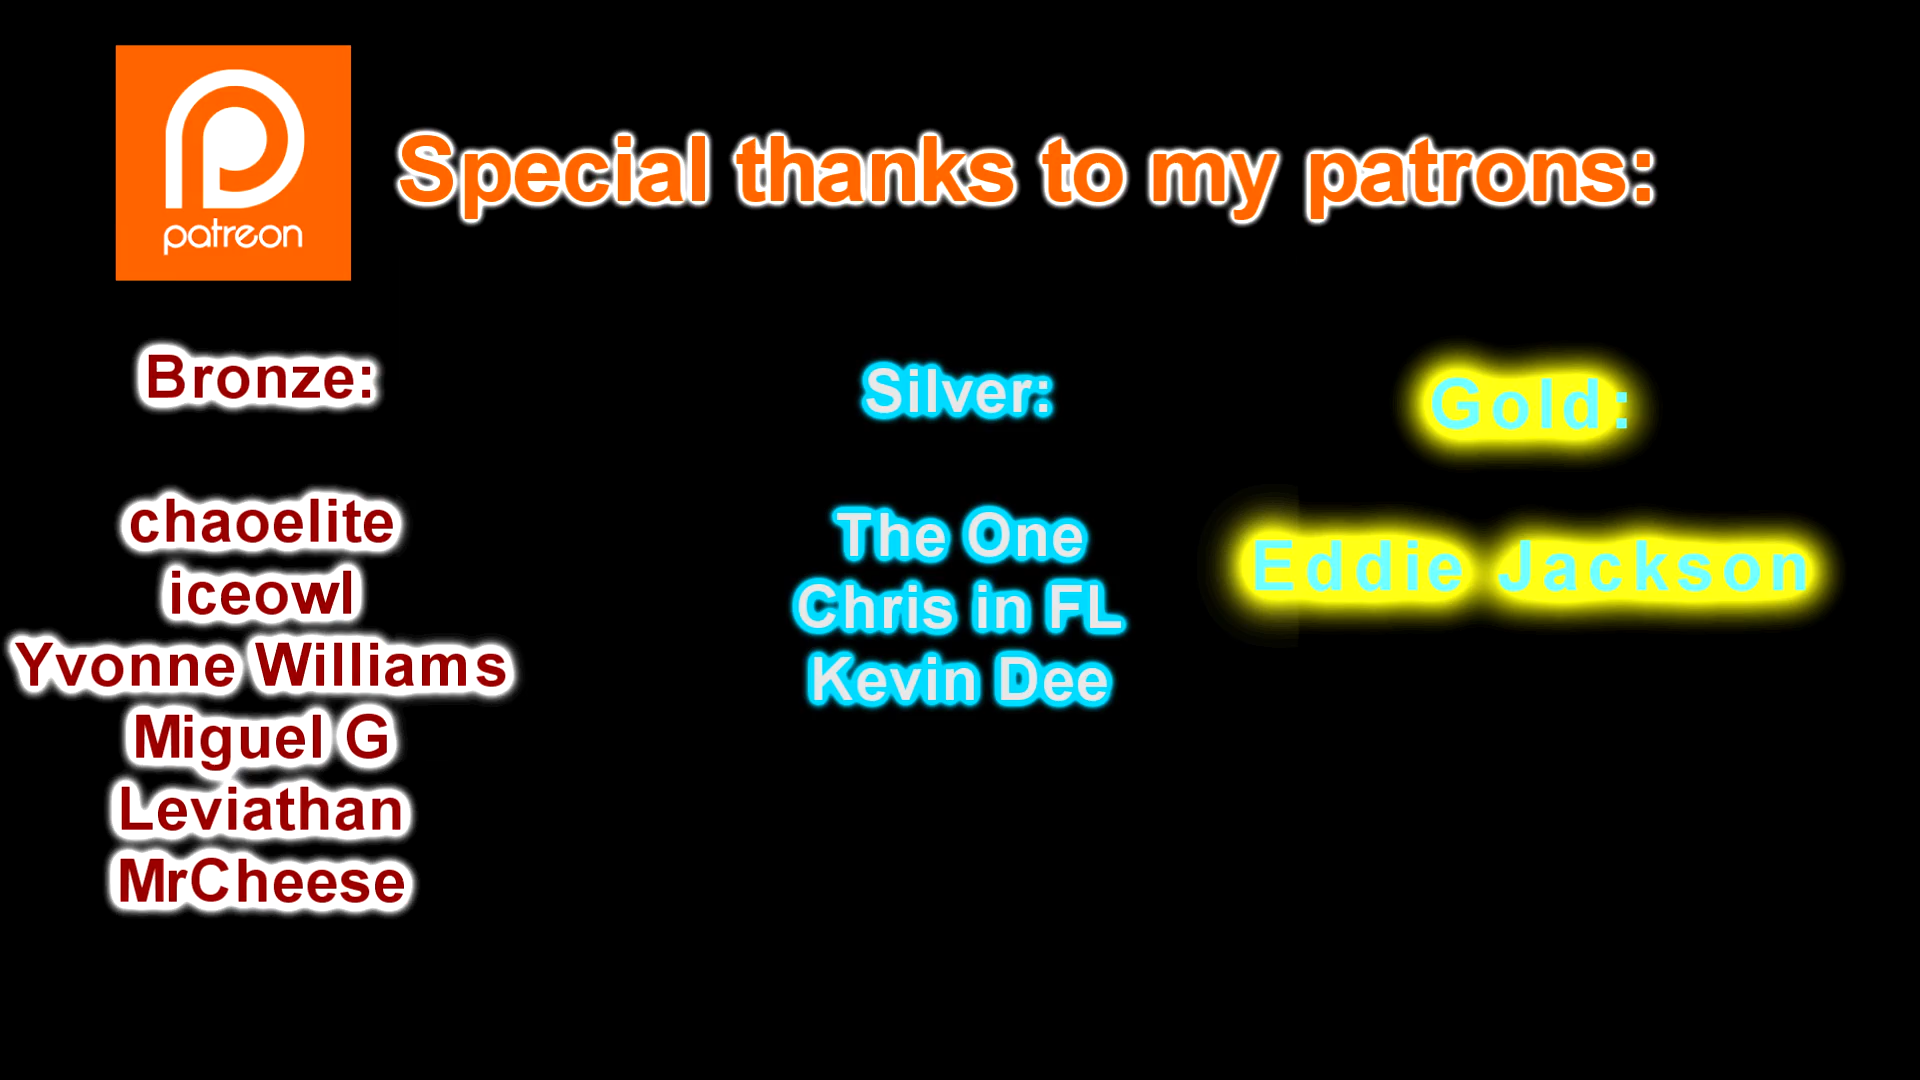 patreon
Special thanks to my patrons:
Bronze:
chaoelite
iceowl
Yvonne Williams
Miguel G
Leviathan
MrCheese
Silver:
The One
Chris in FL
Kevin Dee
Gold:
Eddie Jackson